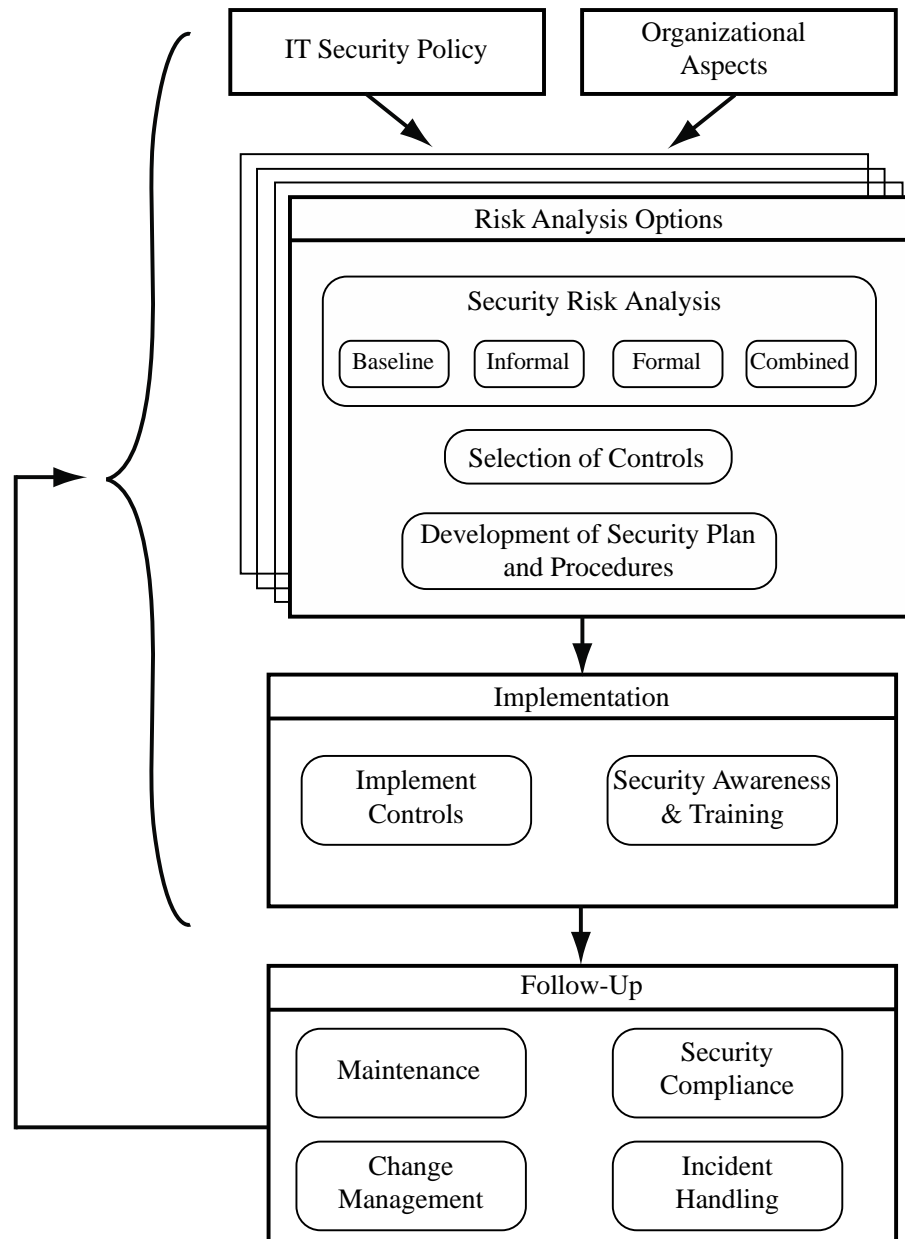 IT Security Policy
Organizational
Aspects
Risk Analysis Options
Security Risk Analysis
Baseline
Informal
Formal
Combined
Selection of Controls
Development of Security Plan
and Procedures
Implementation
Implement
Controls
Security Awareness
& Training
Follow-Up
Maintenance
Security
Compliance
Change
Management
Incident
Handling